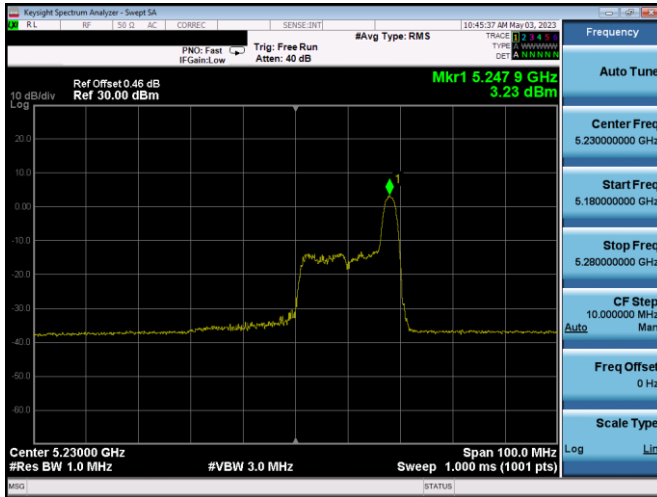 Keysight Spectrum Analyzer - Swept SA
RL RF 50 Ω AC CORREC SENSE:INT 10:45:37 AM May 03, 2023
#Avg Type: RMS
TRACE 1 2 3 4 5 6
TYPE A WWWWW
DET A N N N N N
PNO: Fast
IFGain:Low
Trig: Free Run
Atten: 40 dB
Mkr1 5.247 9 GHz
3.23 dBm
Ref Offset 0.46 dB
Ref 30.00 dBm
10 dB/div
Log
20.0
10.0
0.00
-10.0
-20.0
-30.0
-40.0
-50.0
-60.0
1
Center 5.23000 GHz
Span 100.0 MHz
#Res BW 1.0 MHz
#VBW 3.0 MHz
Sweep 1.000 ms (1001 pts)
MSG
STATUS
Frequency
Auto Tune
Center Freq
5.230000000 GHz
Start Freq
5.180000000 GHz
Stop Freq
5.280000000 GHz
CF Step
10.000000 MHz
Auto Man
Freq Offset
0 Hz
Scale Type
Log Lin